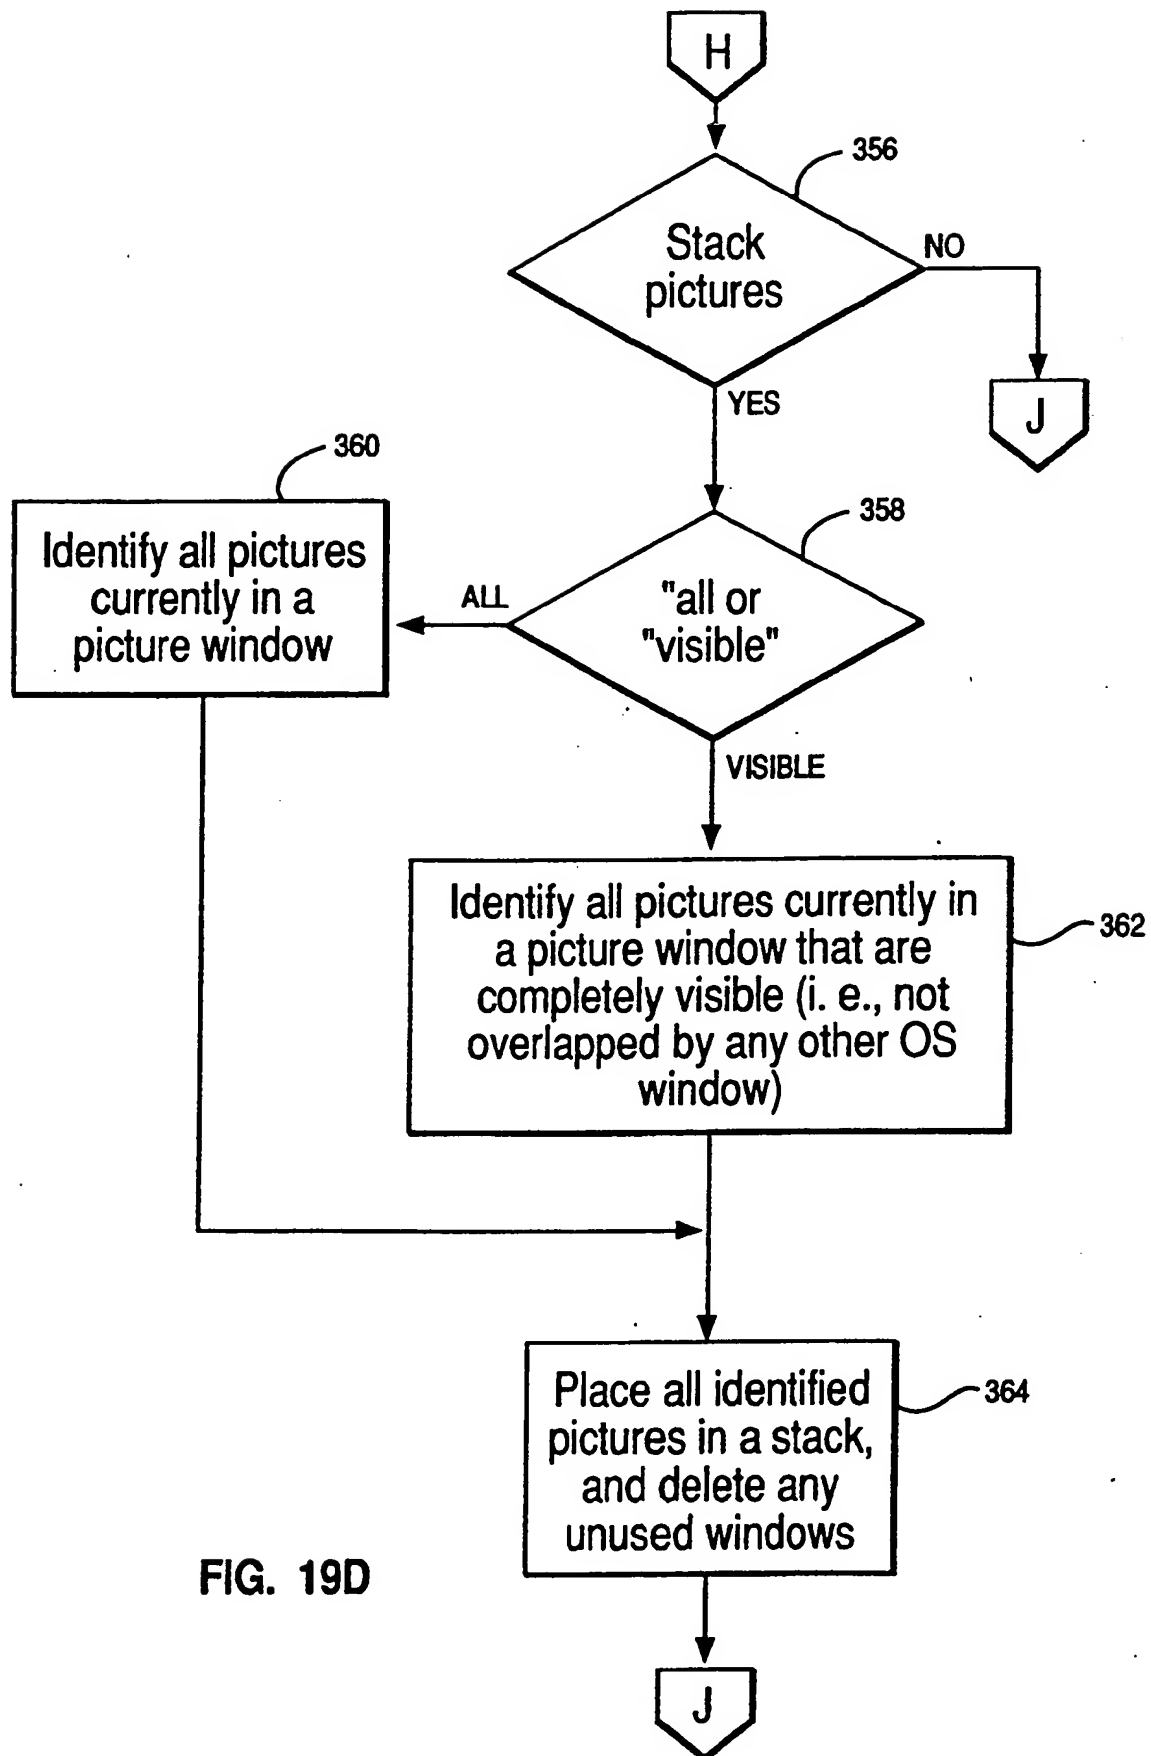 H
356
Stack
pictures
NO
J
YES
360
358
Identify all pictures
currently in a
picture window
ALL
"all or
"visible"
VISIBLE
Identify all pictures currently in
a picture window that are
completely visible (i. e., not
overlapped by any other OS
window)
362
Place all identified
pictures in a stack,
and delete any
unused windows
364
FIG. 19D
J